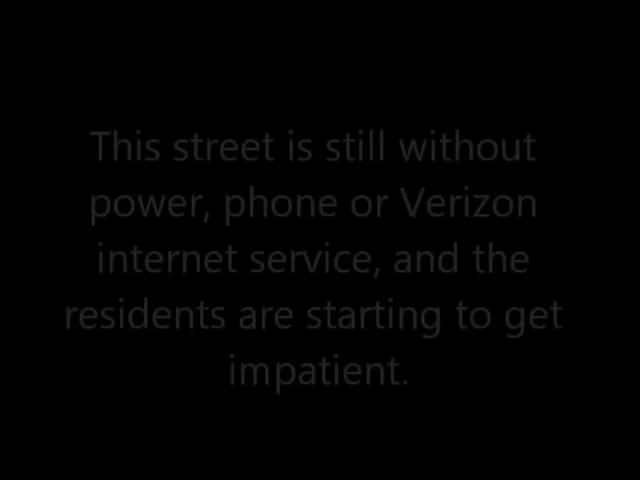 This street is still without
power, phone or Verizon
internet service, and the
residents are starting to get
impatient.